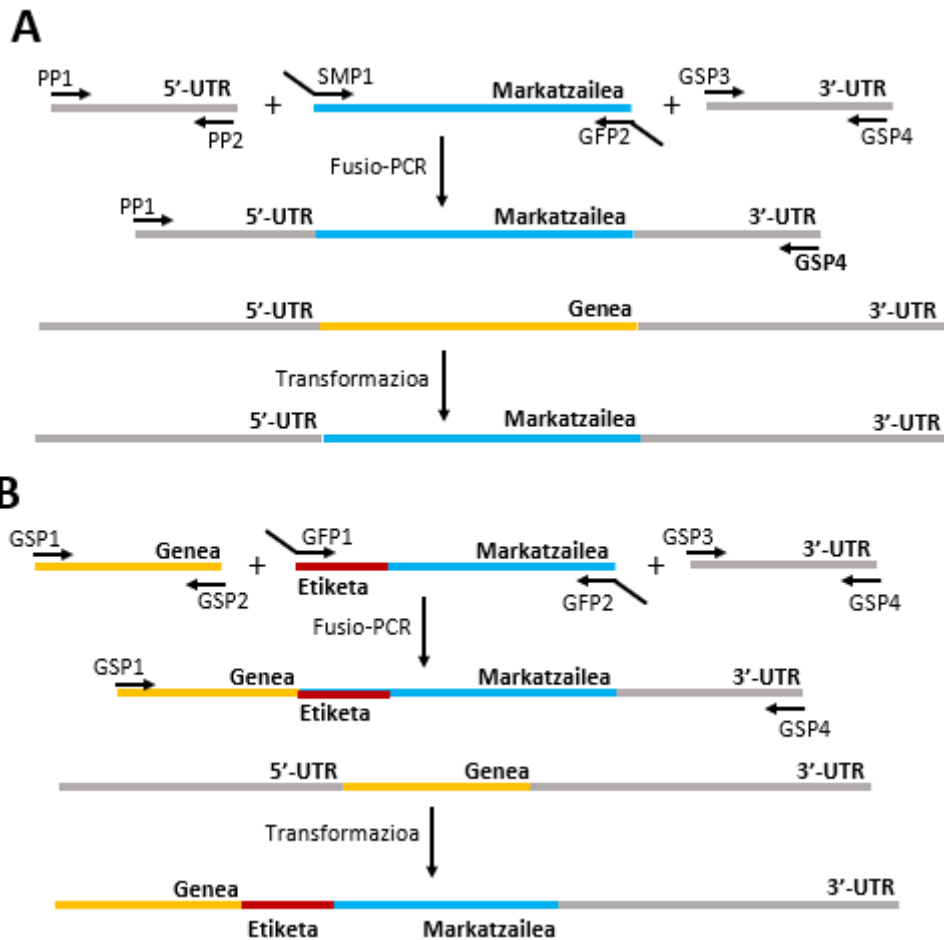 A
PP1 5'-UTR + SMP1 Markatzailea + GSP3 3'-UTR
PP2 GFP2 GSP4
Fusio-PCR
PP1 5'-UTR Markatzailea 3'-UTR
GSP4
5'-UTR Genea 3'-UTR
Transformazioa
5'-UTR Markatzailea 3'-UTR
B
GSP1 Genea + GFP1 Markatzailea + GSP3 3'-UTR
GSP2 Etiketa GFP2 GSP4
Fusio-PCR
GSP1 Genea Markatzailea 3'-UTR
Etiketa GSP4
5'-UTR Genea 3'-UTR
Transformazioa
Genea 3'-UTR
Etiketa Markatzailea